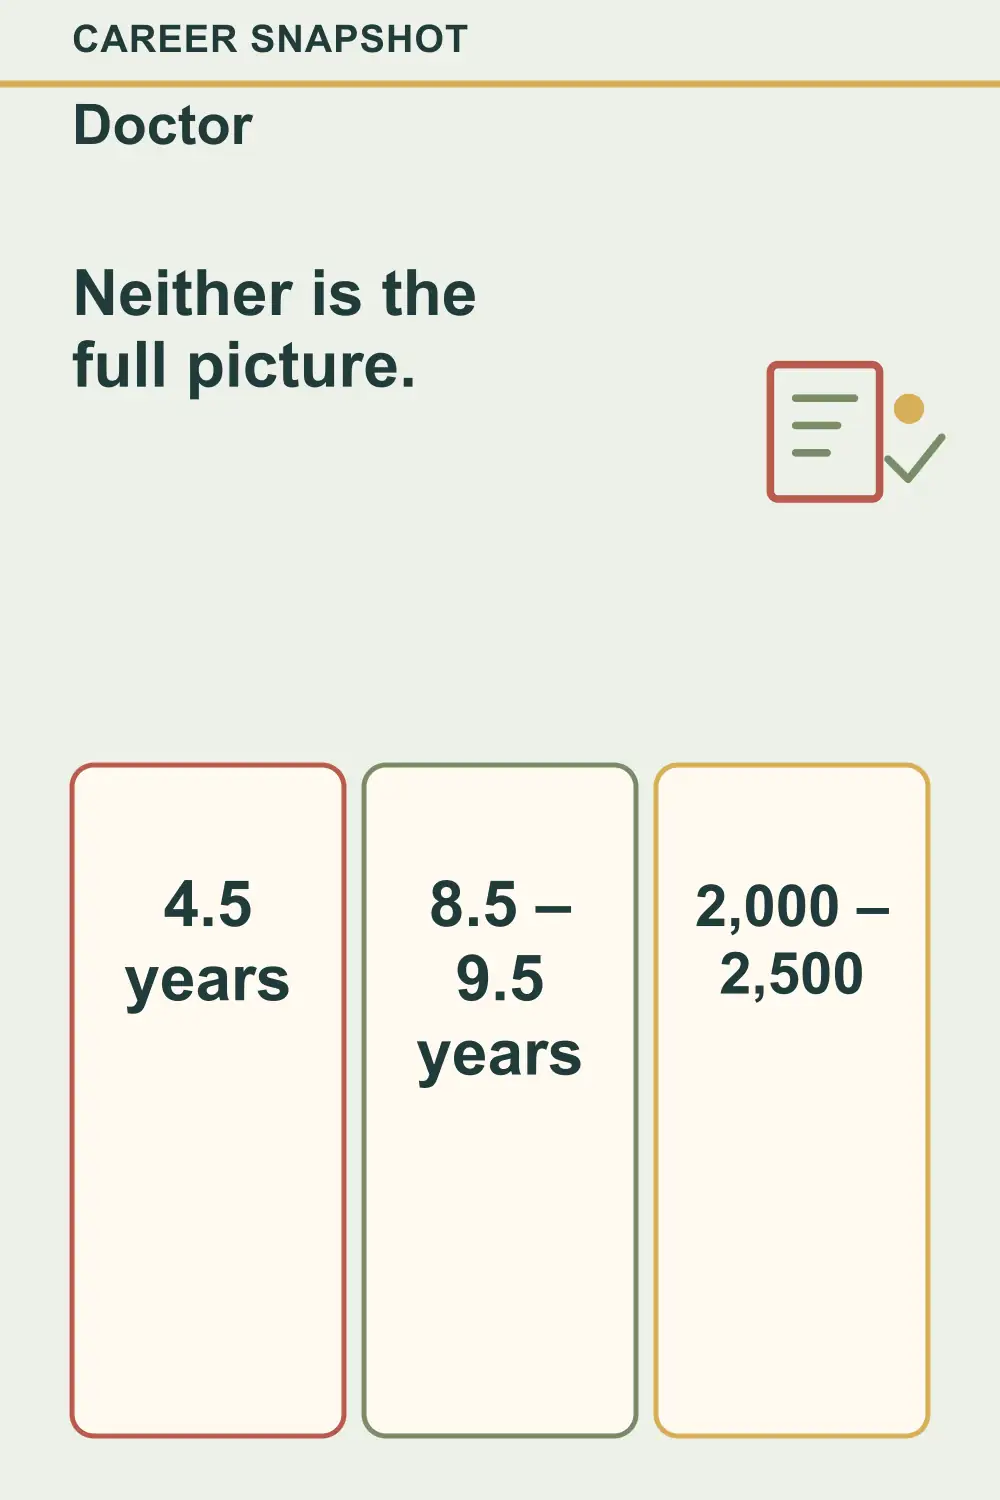 CAREER SNAPSHOT
Doctor
Neither is the
full picture.
4.5
years
8.5 –
9.5
years
2,000 –
2,500